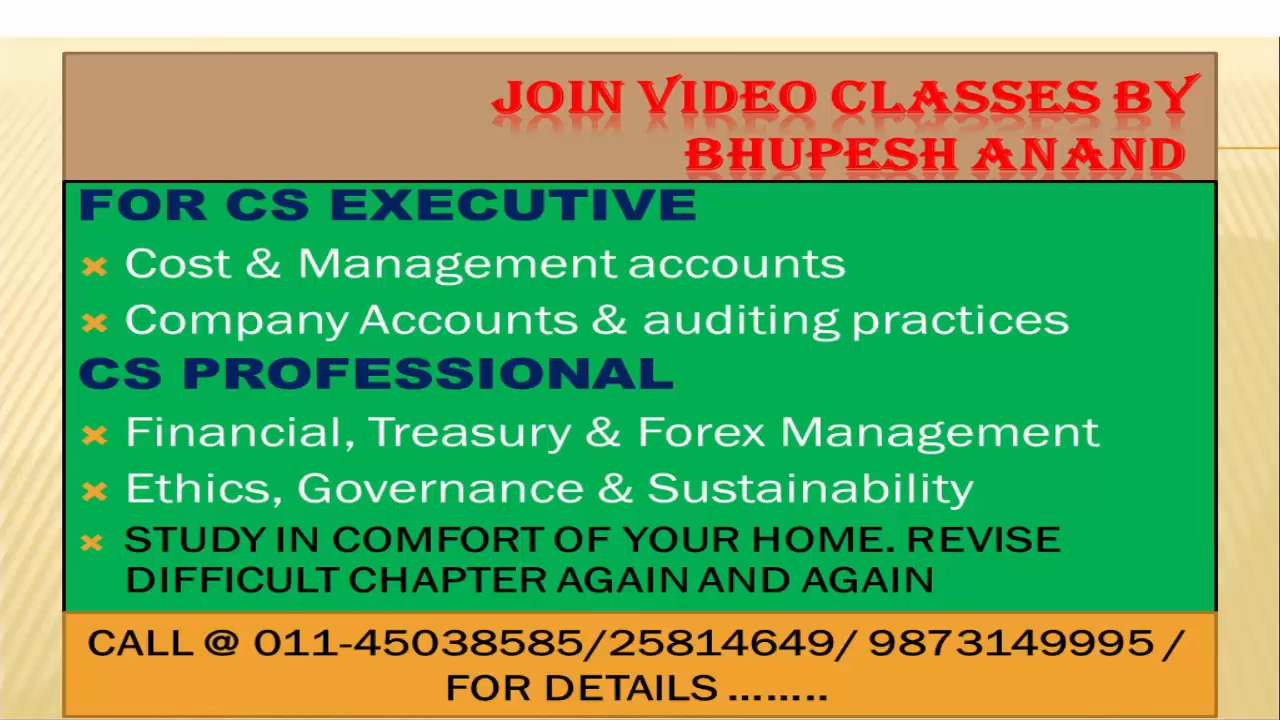 JOIN VIDEO CLASSES BY
BHUPESH ANAND
FOR CS EXECUTIVE
Cost & Management accounts
Company Accounts & auditing practices
CS PROFESSIONAL
Financial, Treasury & Forex Management
Ethics, Governance & Sustainability
STUDY IN COMFORT OF YOUR HOME. REVISE
DIFFICULT CHAPTER AGAIN AND AGAIN
CALL @ 011-45038585/25814649/ 9873149995 /
FOR DETAILS ........